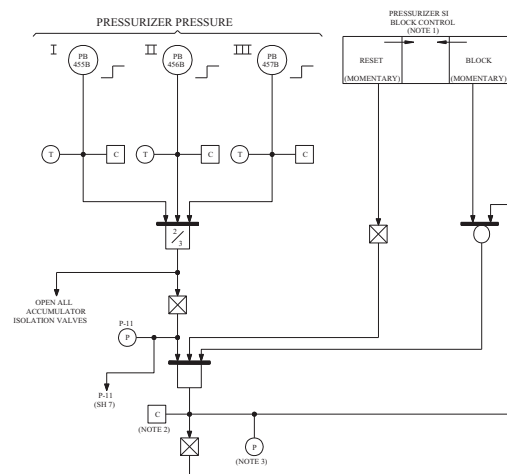 PRESSURIZER PRESSURE
PRESSURIZER SI
BLOCK CONTROL
(NOTE 1)
I
PB
455B
II
PB
456B
III
PB
457B
RESET
(MOMENTARY)
BLOCK
(MOMENTARY)
T
C
T
C
T
C
2
3
OPEN ALL
ACCUMULATOR
ISOLATION VALVES
P-11
P
P-11
(SH 7)
C
(NOTE 2)
P
(NOTE 3)